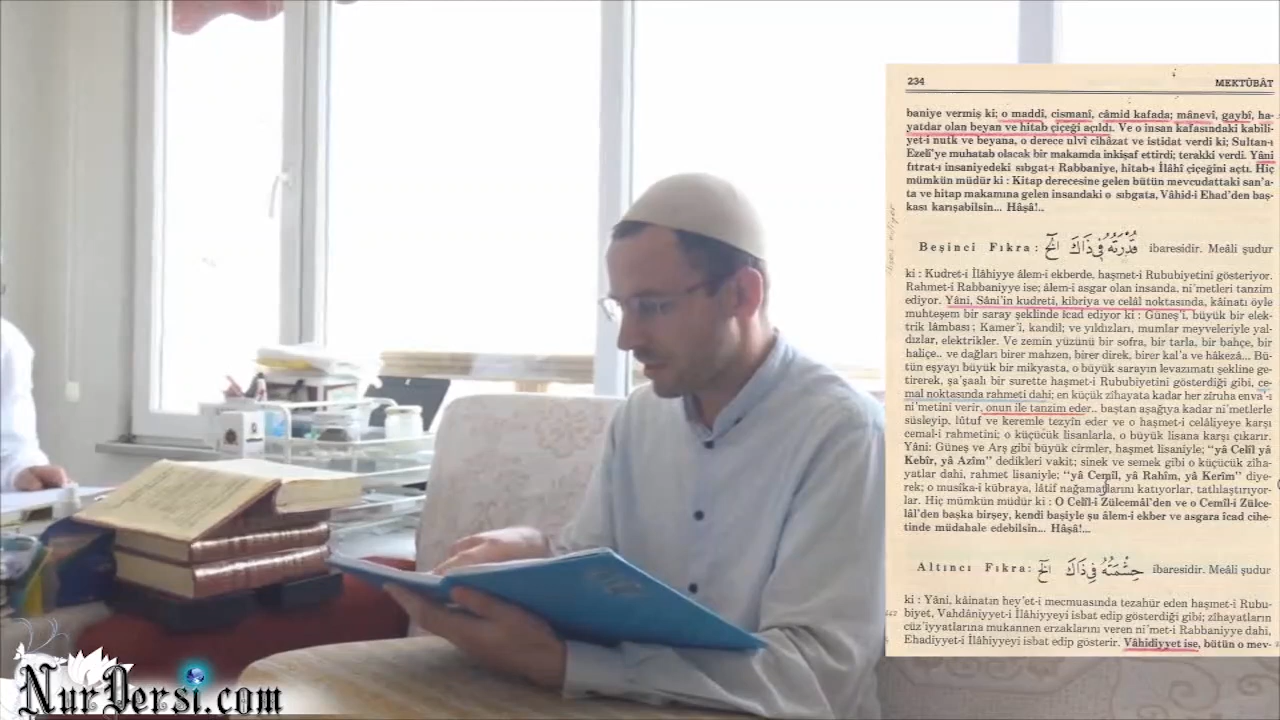 234
MEKTÛBÂT
baniye vermiş ki; o maddî, cismanî, câmid kafada; mânevî, gaybî, ha-
yatdar olan beyan ve hitab çiçeği açıldı. Ve o insan kafasındaki kabili-
yet-i nutk ve beyana, o derece ulvî cihâzat ve istidat verdi ki; Sultan-ı
Ezelî'ye muhatab olacak bir makamda inkişaf ettirdi; terakki verdi. Yâni
fıtrat-ı insaniyedeki sıbgat-ı Rabbaniye, hitab-ı İlâhî çiçeğini açtı. Hiç
mümkün müdür ki : Kitap derecesine gelen bütün mevcudattaki san'a-
ta ve hitap makamına gelen insandaki o sıbgata, Vâhid-i Ehad'den baş-
kası karışabilsin... Hâşâ!..
Beşinci Fıkra : قُدْرَتُهُ فِى ذَاكَ الخ ibaresidir. Meâli şudur
ki : Kudret-i İlâhiyye âlem-i ekberde, haşmet-i Rububiyetini gösteriyor.
Rahmet-i Rabbaniyye ise; âlem-i asgar olan insanda, ni'metleri tanzim
ediyor. Yâni, Sâni'in kudreti, kibriya ve celâl noktasında, kâinatı öyle
muhteşem bir saray şeklinde îcad ediyor ki : Güneş'i, büyük bir elek-
trik lâmbası; Kamer'i, kandil; ve yıldızları, mumlar meyveleriyle yal-
dızlar, elektrikler. Ve zemin yüzünü bir sofra, bir tarla, bir bahçe, bir
haliçe.. ve dağları birer mahzen, birer direk, birer kal'a ve hâkezâ... Bü-
tün eşyayı büyük bir mikyasta, o büyük sarayın levazımatı şekline ge-
tirerek, şa'şaalı bir surette haşmet-i Rububiyetini gösterdiği gibi, ce-
mal noktasında rahmeti dahi; en küçük zîhayata kadar her zîruha enva'-ı
ni'metini verir, onun ile tanzim eder.. baştan aşağıya kadar ni'metlerle
süsleyip, lûtuf ve keremle tezyin eder ve o haşmet-i celâliyeye karşı
cemal-i rahmetini; o küçücük lisanlarla, o büyük lisana karşı çıkarır.
Yâni: Güneş ve Arş gibi büyük cirmler, haşmet lisaniyle; "yâ Celîl yâ
Kebîr, yâ Azîm" dedikleri vakit; sinek ve semek gibi o küçücük zîha-
yatlar dahi, rahmet lisaniyle; "yâ Cemîl, yâ Rahîm, yâ Kerîm" diye-
rek; o musika-i kübraya, lâtif nağamatlarını katıyorlar, tatlılaştırıyor-
lar. Hiç mümkün müdür ki : O Celîl-i Zülcemâl'den ve o Cemîl-i Zülce-
lâl'den başka birşey, kendi başiyle şu âlem-i ekber ve asgara îcad cihe-
tinde müdahale edebilsin... Hâşâ!...
Altıncı Fıkra: حِشْمَتُهُ فِى ذَاكَ الخ ibaresidir. Meâli şudur
ki : Yâni, kâinatın hey'et-i mecmuasında tezahür eden haşmet-i Rubu-
biyet, Vahdâniyyet-i İlâhiyyeyi isbat edip gösterdiği gibi; zîhayatların
cüz'iyyatlarına mukannen erzaklarını veren ni'met-i Rabbaniyye dahi,
Ehadiyyet-i İlâhiyyeyi isbat edip gösterir. Vâhidiyyet ise, bütün o mev-
NurDersi.com